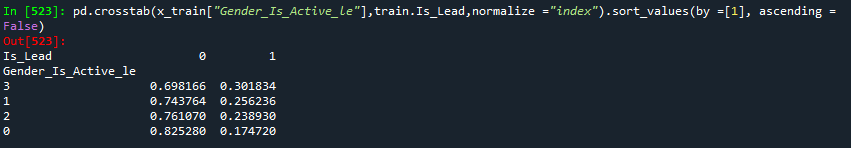 In [523]: pd.crosstab(x_train["Gender_Is_Active_le"],train.Is_Lead,normalize ="index").sort_values(by =[1], ascending =
False)
Out[523]:
Is_Lead 0 1
Gender_Is_Active_le
3 0.698166 0.301834
1 0.743764 0.256236
2 0.761070 0.238930
0 0.825280 0.174720